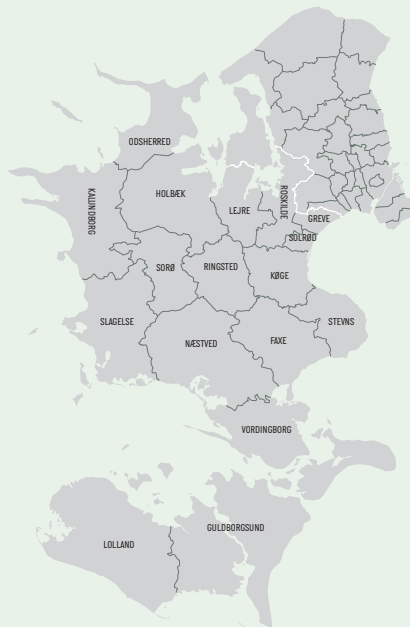 ODSHERRED
HOLBÆK
KALUNDBORG
LEJRE
ROSKILDE
GREVE
SOLRØD
SORØ
RINGSTED
KØGE
SLAGELSE
NÆSTVED
FAXE
STEVNS
VORDINGBORG
GULDBORGSUND
LOLLAND